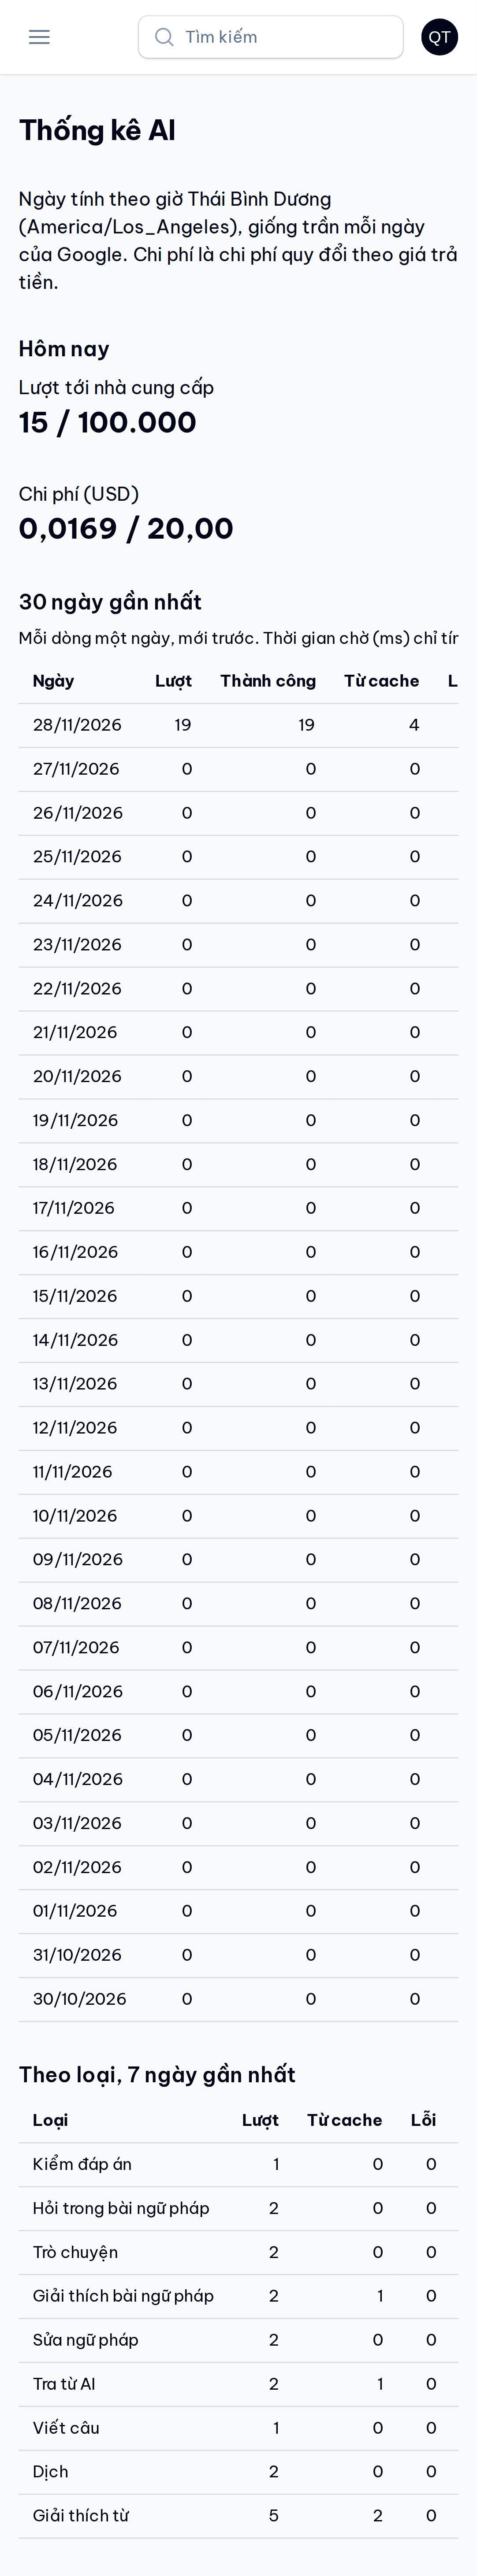 Tìm kiếm
QT
Thống kê AI
Ngày tính theo giờ Thái Bình Dương
(America/Los_Angeles), giống trần mỗi ngày
của Google. Chi phí là chi phí quy đổi theo giá trả
tiền.
Hôm nay
Lượt tới nhà cung cấp
15 / 100.000
Chi phí (USD)
0,0169 / 20,00
30 ngày gần nhất
Mỗi dòng một ngày, mới trước. Thời gian chờ (ms) chỉ
Ngày Lượt Thành công Từ cache L
28/11/2026 19 19 4
27/11/2026 0 0 0
26/11/2026 0 0 0
25/11/2026 0 0 0
24/11/2026 0 0 0
23/11/2026 0 0 0
22/11/2026 0 0 0
21/11/2026 0 0 0
20/11/2026 0 0 0
19/11/2026 0 0 0
18/11/2026 0 0 0
17/11/2026 0 0 0
16/11/2026 0 0 0
15/11/2026 0 0 0
14/11/2026 0 0 0
13/11/2026 0 0 0
12/11/2026 0 0 0
11/11/2026 0 0 0
10/11/2026 0 0 0
09/11/2026 0 0 0
08/11/2026 0 0 0
07/11/2026 0 0 0
06/11/2026 0 0 0
05/11/2026 0 0 0
04/11/2026 0 0 0
03/11/2026 0 0 0
02/11/2026 0 0 0
01/11/2026 0 0 0
31/10/2026 0 0 0
30/10/2026 0 0 0
Theo loại, 7 ngày gần nhất
Loại Lượt Từ cache Lỗi
Kiểm đáp án 1 0 0
Hỏi trong bài ngữ pháp 2 0 0
Trò chuyện 2 0 0
Giải thích bài ngữ pháp 2 1 0
Sửa ngữ pháp 2 0 0
Tra từ AI 2 1 0
Viết câu 1 0 0
Dịch 2 0 0
Giải thích từ 5 2 0